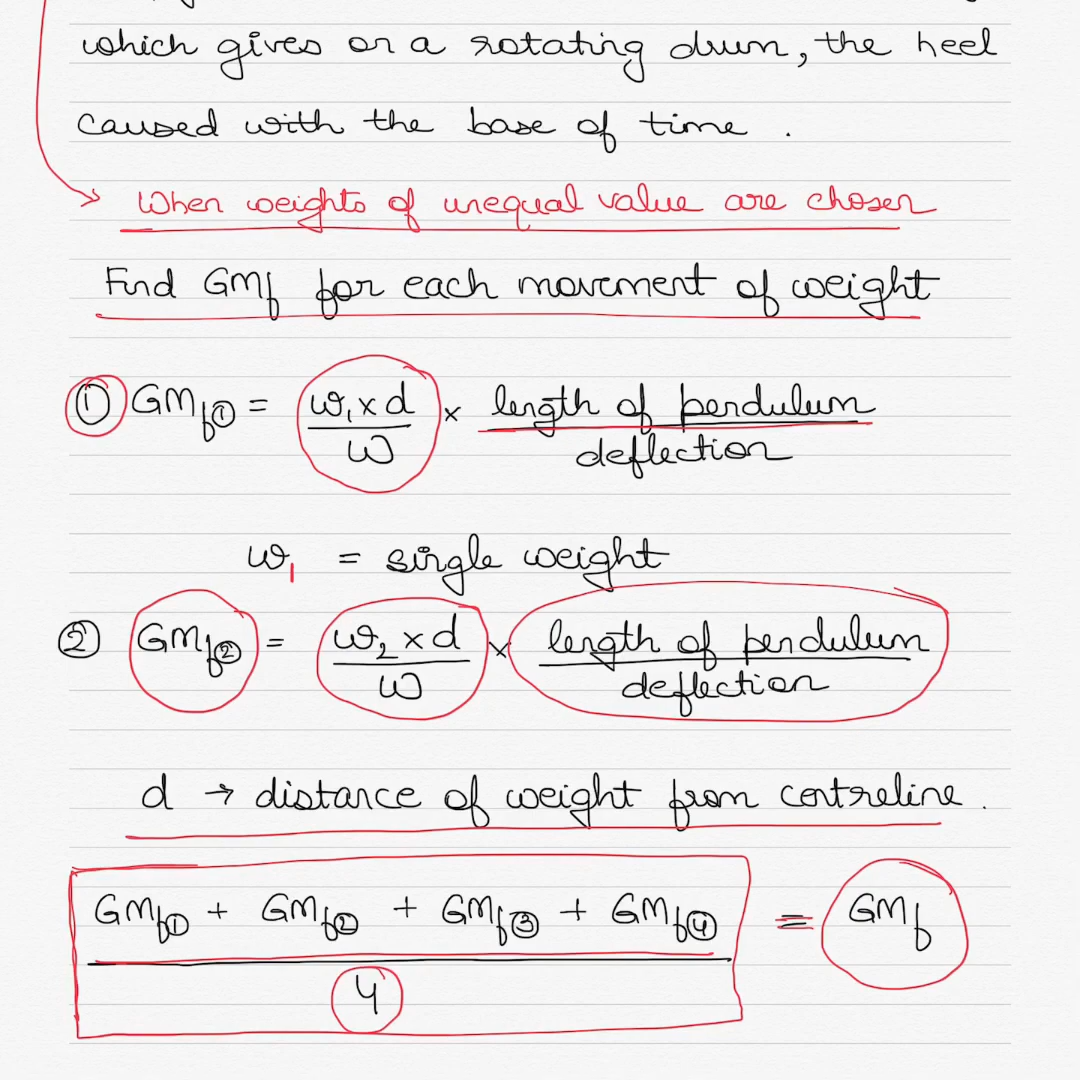 which gives on a rotating drum, the heel
caused with the base of time .
When weights of unequal value are chosen
Find GMf for each movement of weight
① GMf① = w₁ x d / W x length of pendulum / deflection
w₁ = single weight
② GMf② = w₂ x d / W x length of pendulum / deflection
d → distance of weight from centreline .
GMf① + GMf② + GMf③ + GMf④ / 4 = GMf